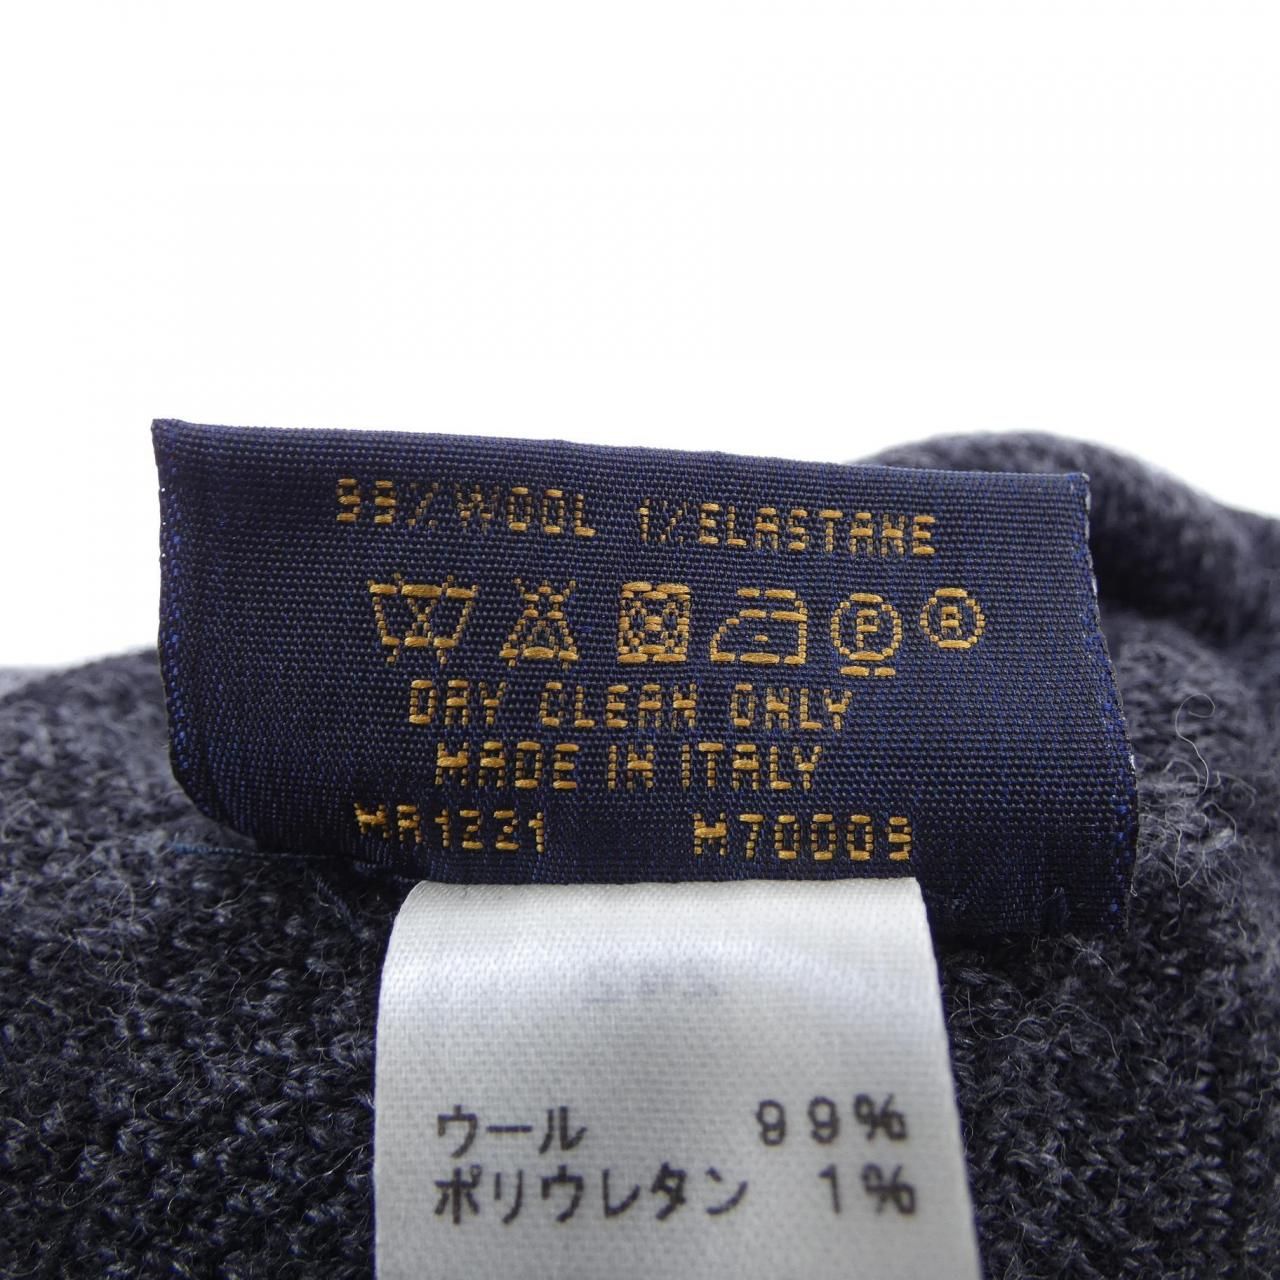 99% WOOL 1% ELASTANE
P R
DRY CLEAN ONLY
MADE IN ITALY
MR1221 M70009
ウール 99%
ポリウレタン 1%